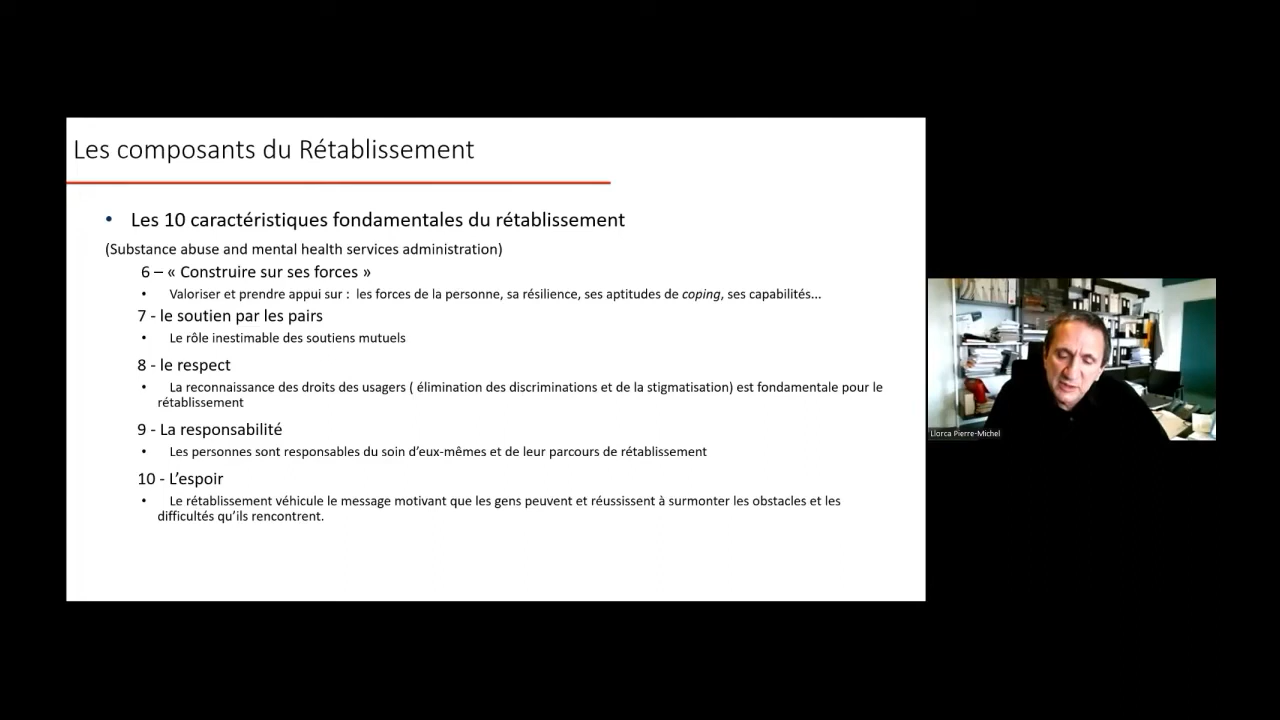 Les composants du Rétablissement
• Les 10 caractéristiques fondamentales du rétablissement
(Substance abuse and mental health services administration)
6 – « Construire sur ses forces »
• Valoriser et prendre appui sur : les forces de la personne, sa résilience, ses aptitudes de coping, ses capabilités...
7 - le soutien par les pairs
• Le rôle inestimable des soutiens mutuels
8 - le respect
• La reconnaissance des droits des usagers ( élimination des discriminations et de la stigmatisation) est fondamentale pour le
rétablissement
9 - La responsabilité
• Les personnes sont responsables du soin d'eux-mêmes et de leur parcours de rétablissement
10 - L'espoir
• Le rétablissement véhicule le message motivant que les gens peuvent et réussissent à surmonter les obstacles et les
difficultés qu'ils rencontrent.
Llorca Pierre-Michel